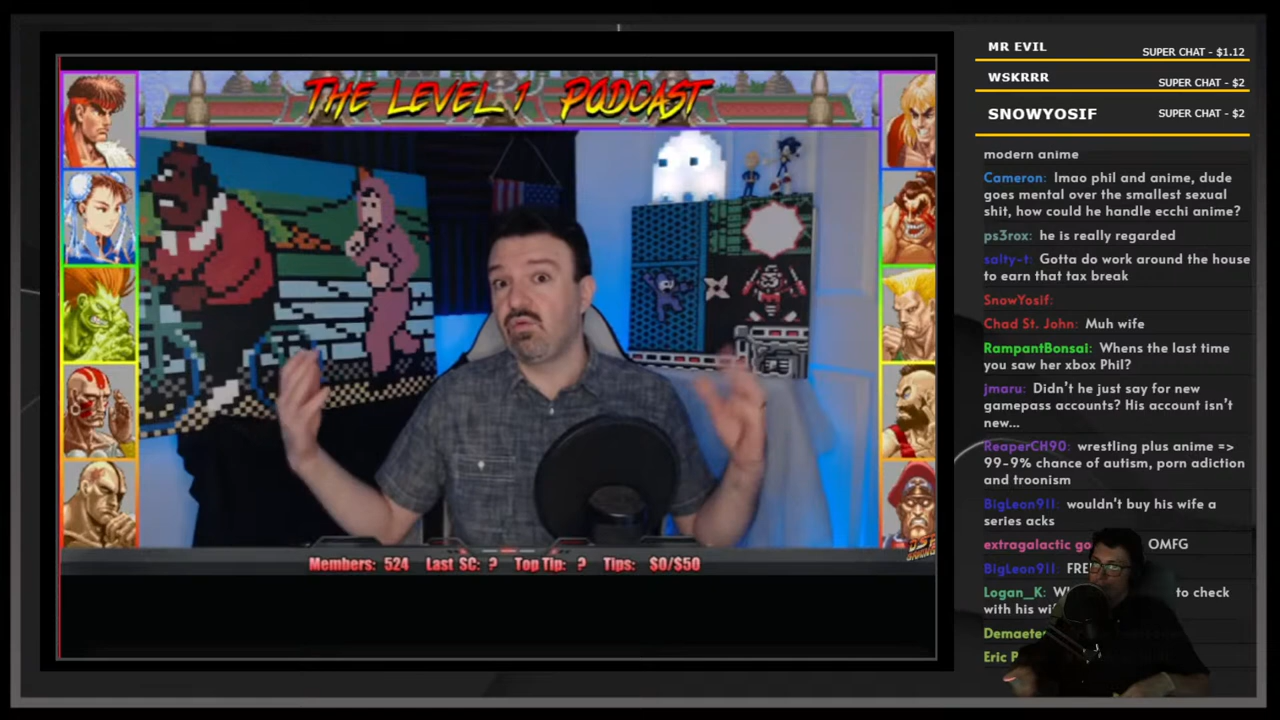 THE LEVEL 1 PODCAST
Members: 524 Last SC: ? Top Tip: ? Tips: $0/$50
DSP
GAMING
MR EVIL SUPER CHAT - $1.12
WSKRRR SUPER CHAT - $2
SNOWYOSIF SUPER CHAT - $2
modern anime
Cameron: lmao phil and anime, dude
goes mental over the smallest sexual
shit, how could he handle ecchi anime?
ps3rox: he is really regarded
salty-t: Gotta do work around the house
to earn that tax break
SnowYosif:
Chad St. John: Muh wife
RampantBonsai: Whens the last time
you saw her xbox Phil?
jmaru: Didn't he just say for new
gamepass accounts? His account isn't
new...
ReaperCH90: wrestling plus anime =>
99-9% chance of autism, porn adiction
and troonism
BigLeon911: wouldn't buy his wife a
series acks
extragalactic OMFG
BigLeon911:
Logan_K: to check
with his
Eric